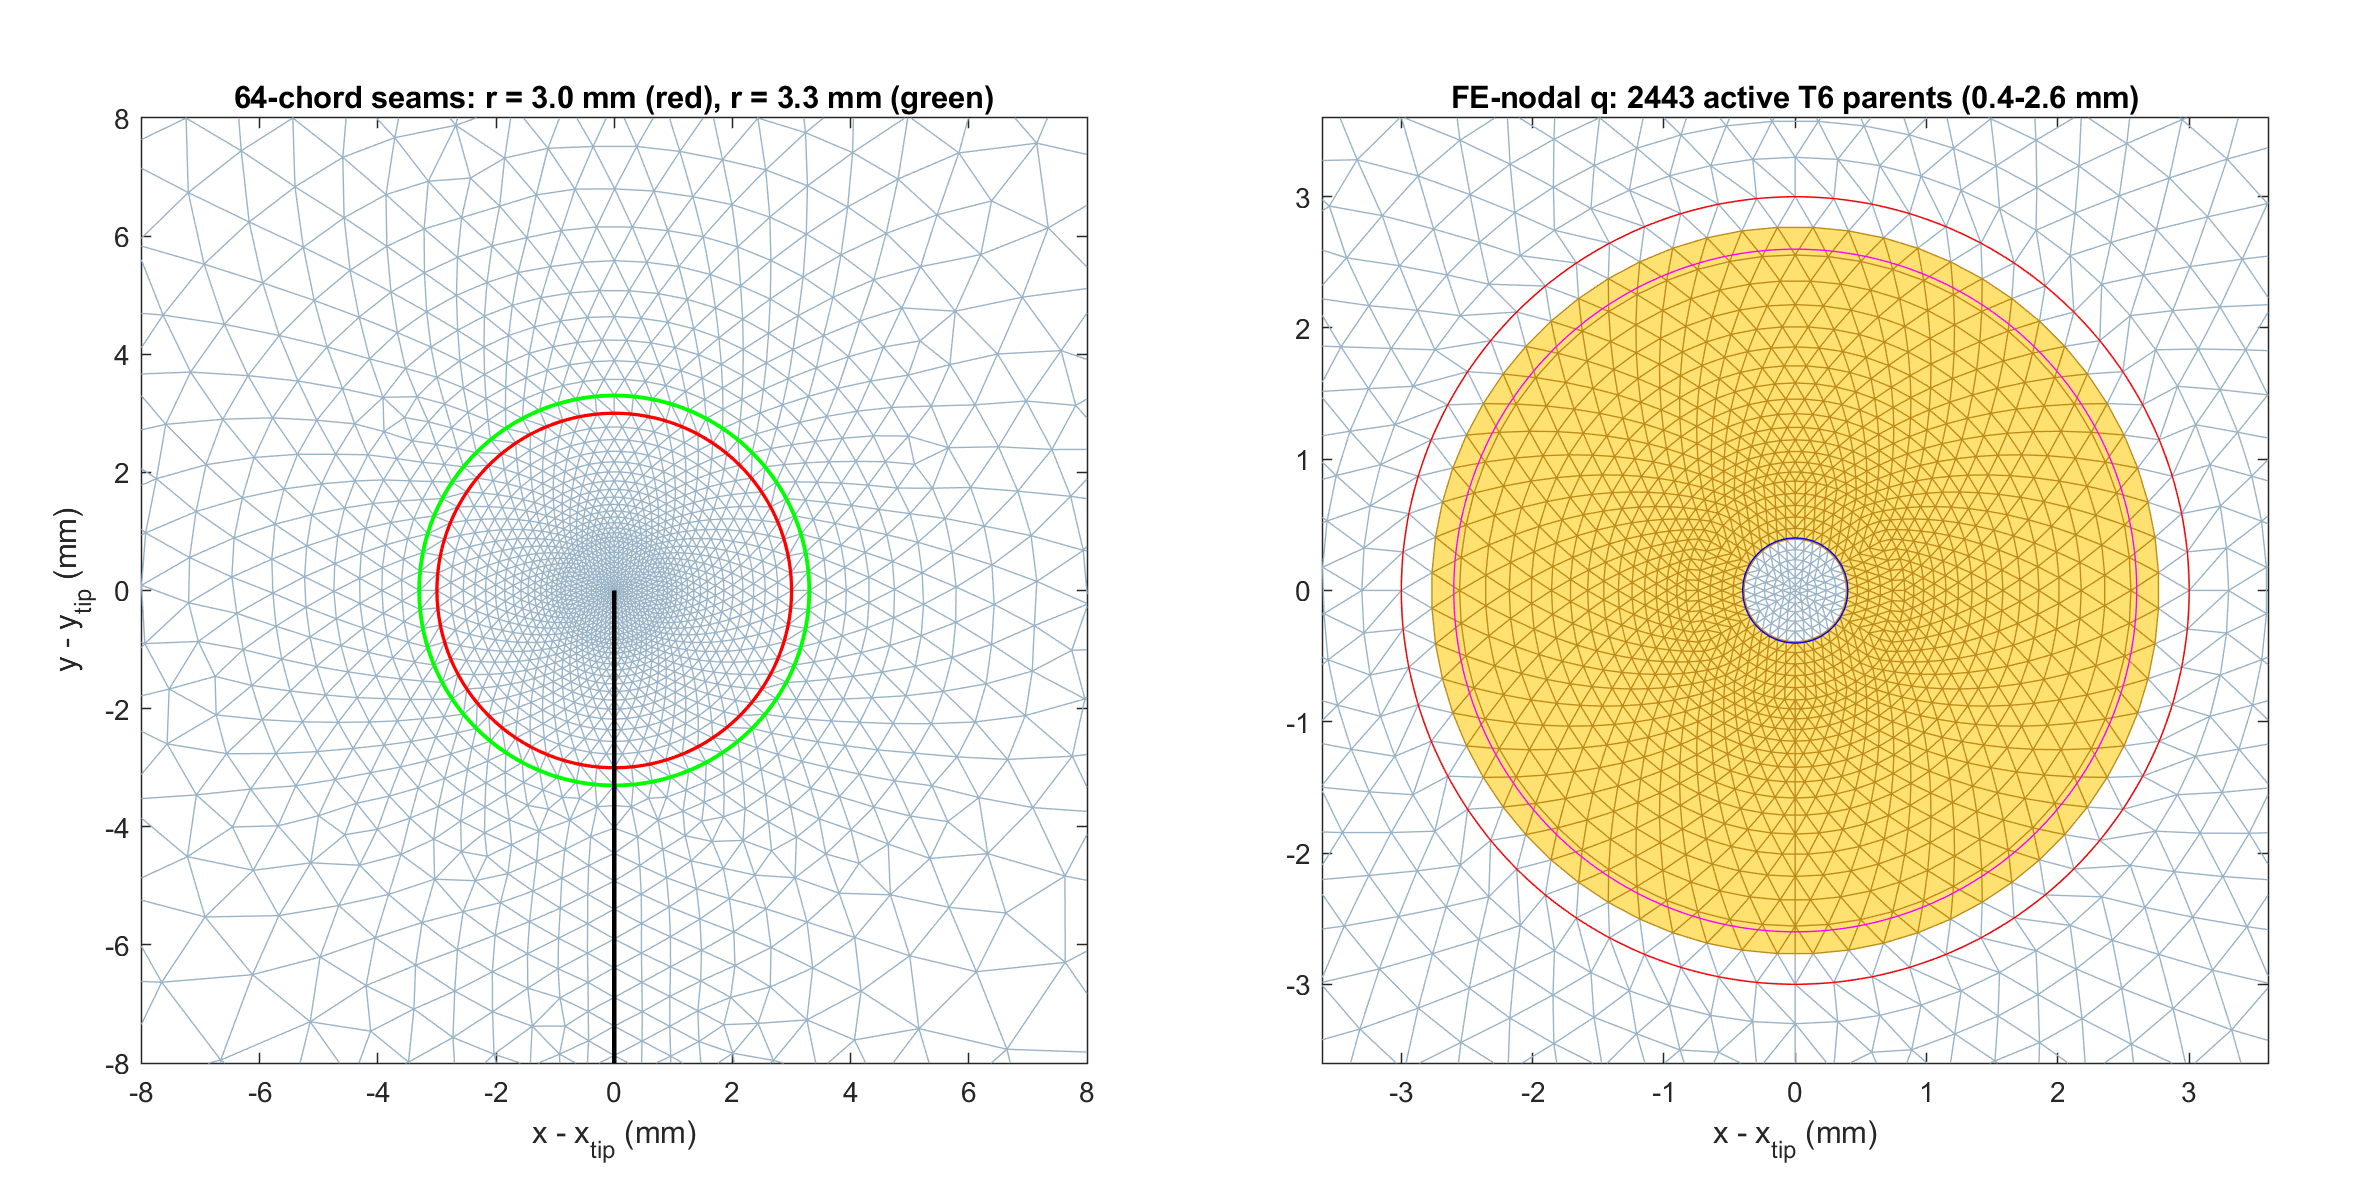 64-chord seams: r = 3.0 mm (red), r = 3.3 mm (green)
8
6
4
2
0
-2
-4
-6
-8
y - y_tip (mm)
-8 -6 -4 -2 0 2 4 6 8
x - x_tip (mm)
FE-nodal q: 2443 active T6 parents (0.4-2.6 mm)
3
2
1
0
-1
-2
-3
-3 -2 -1 0 1 2 3
x - x_tip (mm)